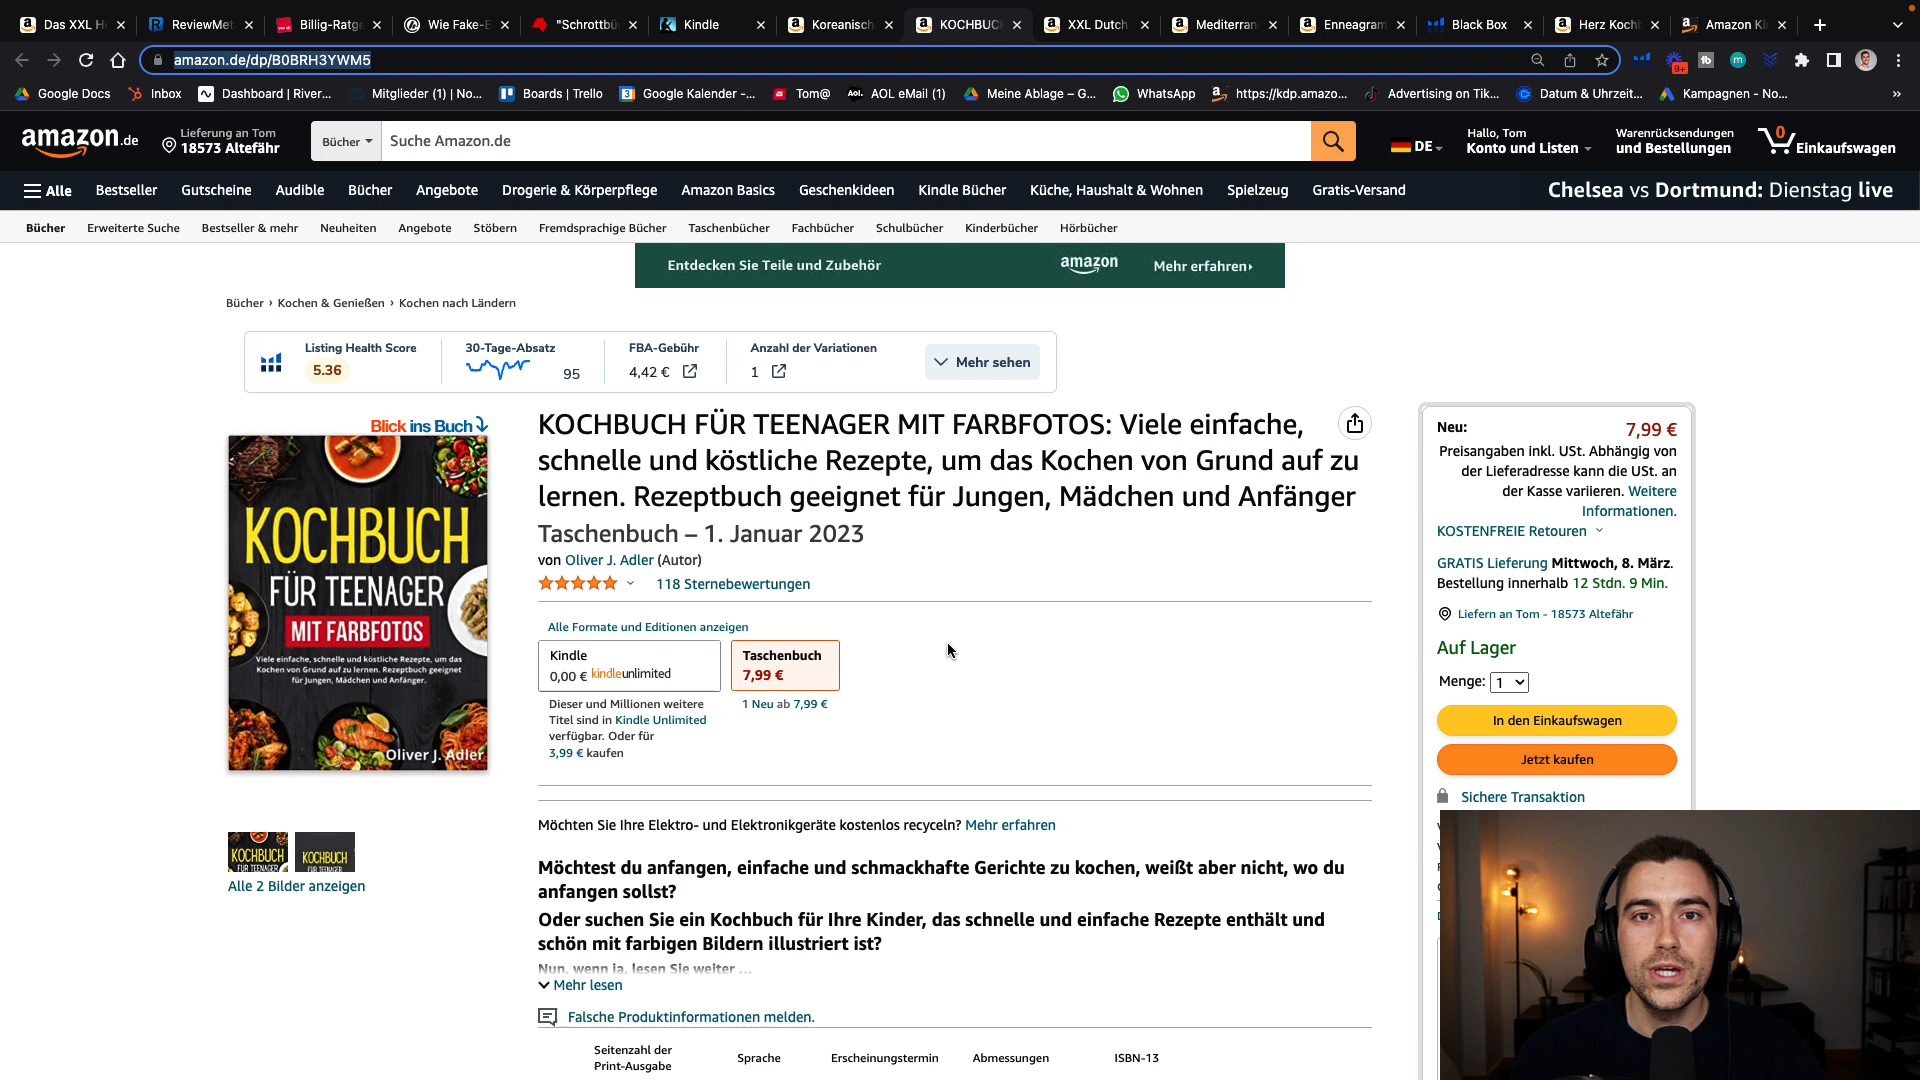 Das XXL H
ReviewMet
Billig-Ratge
Wie Fake-E
"Schrottbü
Kindle
Koreanisch
KOCHBUC
XXL Dutch
Mediterran
Enneagram
Black Box
Herz Kochb
Amazon Ki
amazon.de/dp/B0BRH3YWM5
9+
Google Docs
Inbox
Dashboard | River...
Mitglieder (1) | No...
Boards | Trello
Google Kalender -...
Tom@
Aol. AOL eMail (1)
Meine Ablage – G...
WhatsApp
https://kdp.amazo...
Advertising on Tik...
Datum & Uhrzeit...
Kampagnen - No...
amazon.de
Lieferung an Tom
18573 Altefähr
Bücher
Suche Amazon.de
DE
Hallo, Tom
Konto und Listen
Warenrücksendungen
und Bestellungen
0
Einkaufswagen
Alle
Bestseller
Gutscheine
Audible
Bücher
Angebote
Drogerie & Körperpflege
Amazon Basics
Geschenkideen
Kindle Bücher
Küche, Haushalt & Wohnen
Spielzeug
Gratis-Versand
Chelsea vs Dortmund: Dienstag live
Bücher
Erweiterte Suche
Bestseller & mehr
Neuheiten
Angebote
Stöbern
Fremdsprachige Bücher
Taschenbücher
Fachbücher
Schulbücher
Kinderbücher
Hörbücher
Entdecken Sie Teile und Zubehör
amazon
Mehr erfahren
Bücher › Kochen & Genießen › Kochen nach Ländern
Listing Health Score
5.36
30-Tage-Absatz
95
FBA-Gebühr
4,42 €
Anzahl der Variationen
1
Mehr sehen
Blick ins Buch
KOCHBUCH
FÜR TEENAGER
MIT FARBFOTOS
Viele einfache, schnelle und köstliche Rezepte, um das
Kochen von Grund auf zu lernen. Rezeptbuch geeignet
für Jungen, Mädchen und Anfänger.
Oliver J. Adler
KOCHBUCH
FÜR TEENAGER
KOCHBUCH
FÜR TEENAGER
Alle 2 Bilder anzeigen
KOCHBUCH FÜR TEENAGER MIT FARBFOTOS: Viele einfache,
schnelle und köstliche Rezepte, um das Kochen von Grund auf zu
lernen. Rezeptbuch geeignet für Jungen, Mädchen und Anfänger
Taschenbuch – 1. Januar 2023
von Oliver J. Adler (Autor)
118 Sternebewertungen
Alle Formate und Editionen anzeigen
Kindle
0,00 € kindleunlimited
Dieser und Millionen weitere
Titel sind in Kindle Unlimited
verfügbar. Oder für
3,99 € kaufen
Taschenbuch
7,99 €
1 Neu ab 7,99 €
Möchten Sie Ihre Elektro- und Elektronikgeräte kostenlos recyceln? Mehr erfahren
Möchtest du anfangen, einfache und schmackhafte Gerichte zu kochen, weißt aber nicht, wo du
anfangen sollst?
Oder suchen Sie ein Kochbuch für Ihre Kinder, das schnelle und einfache Rezepte enthält und
schön mit farbigen Bildern illustriert ist?
Nun, wenn ja, lesen Sie weiter ...
Mehr lesen
Falsche Produktinformationen melden.
Seitenzahl der
Print-Ausgabe
Sprache
Erscheinungstermin
Abmessungen
ISBN-13
Neu:
7,99 €
Preisangaben inkl. USt. Abhängig von
der Lieferadresse kann die USt. an
der Kasse variieren. Weitere
Informationen.
KOSTENFREIE Retouren
GRATIS Lieferung Mittwoch, 8. März.
Bestellung innerhalb 12 Stdn. 9 Min.
Liefern an Tom - 18573 Altefähr
Auf Lager
Menge: 1
In den Einkaufswagen
Jetzt kaufen
Sichere Transaktion